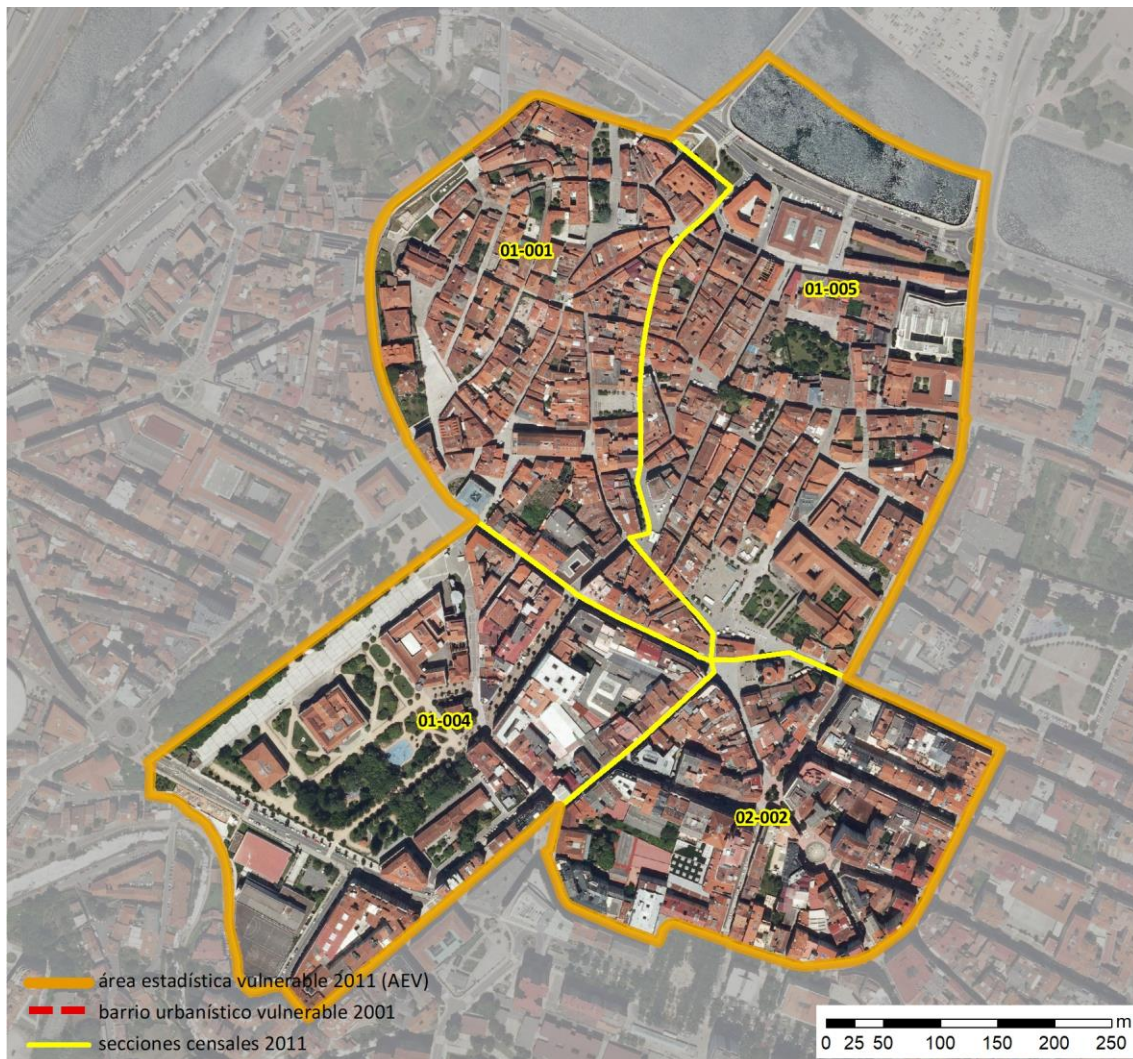 01-001
01-005
01-004
02-002
área estadística vulnerable 2011 (AEV)
barrio urbanístico vulnerable 2001
secciones censales 2011
m
0 25 50 100 150 200 250